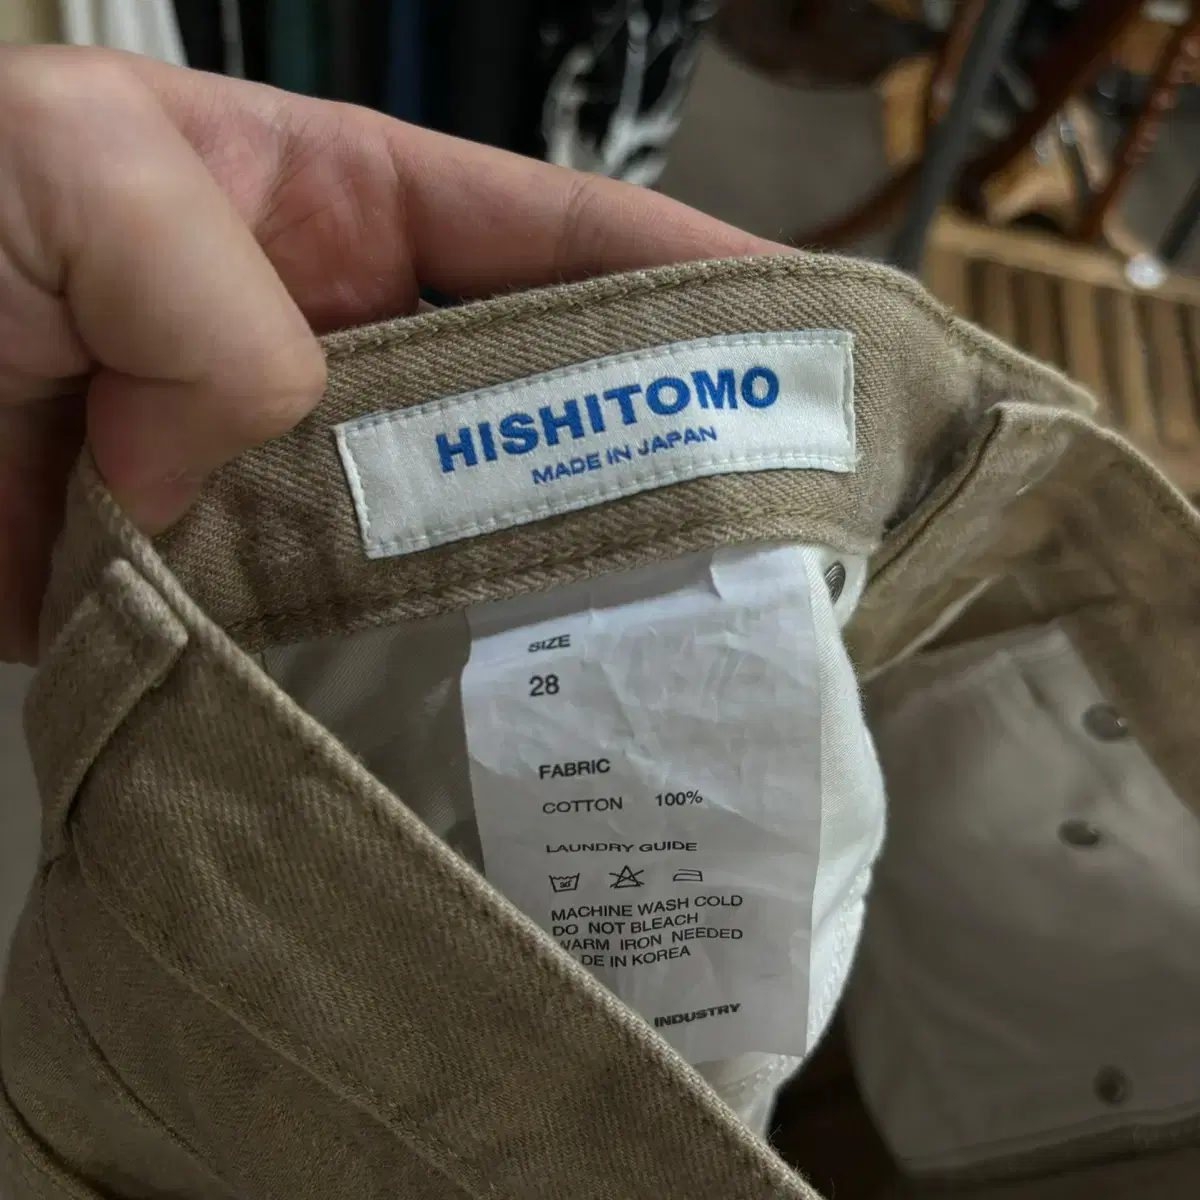 HISHITOMO
MADE IN JAPAN
SIZE
28
FABRIC
COTTON 100%
LAUNDRY GUIDE
MACHINE WASH COLD
DO NOT BLEACH
WARM IRON NEEDED
DE IN KOREA
INDUSTRY